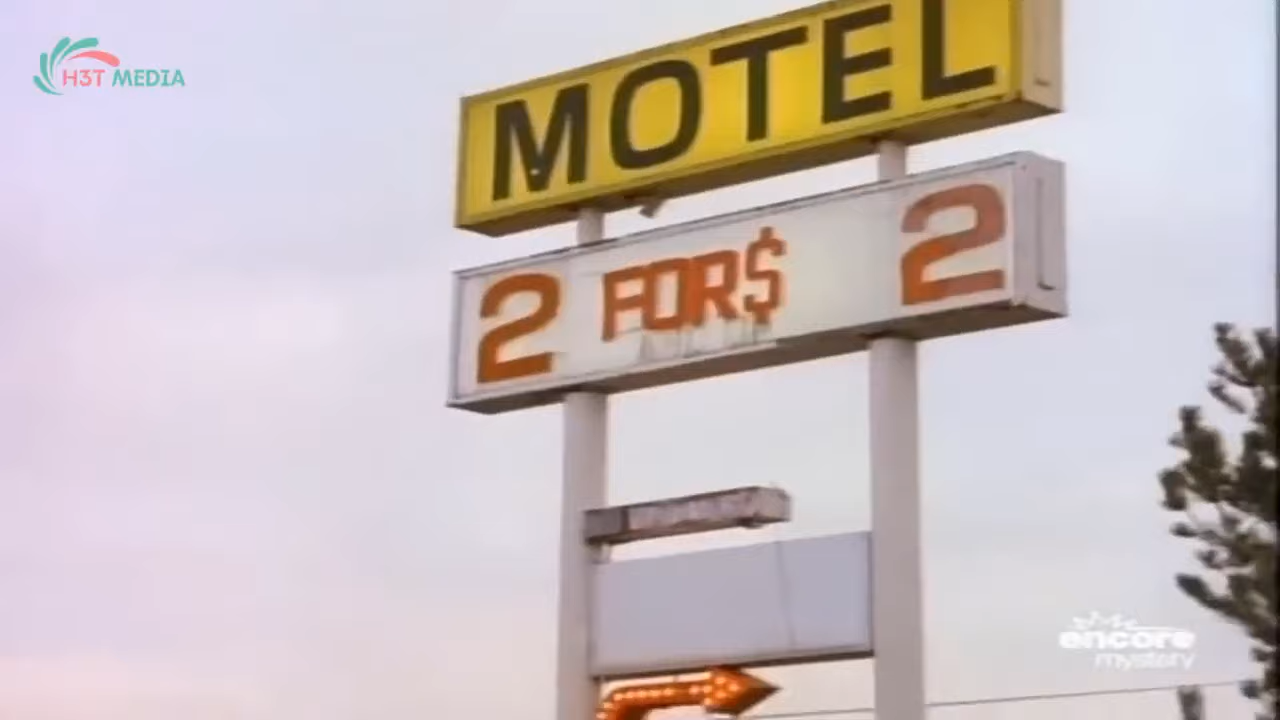 H3T MEDIA
MOTEL
2 FOR$ 2
encore
mystery